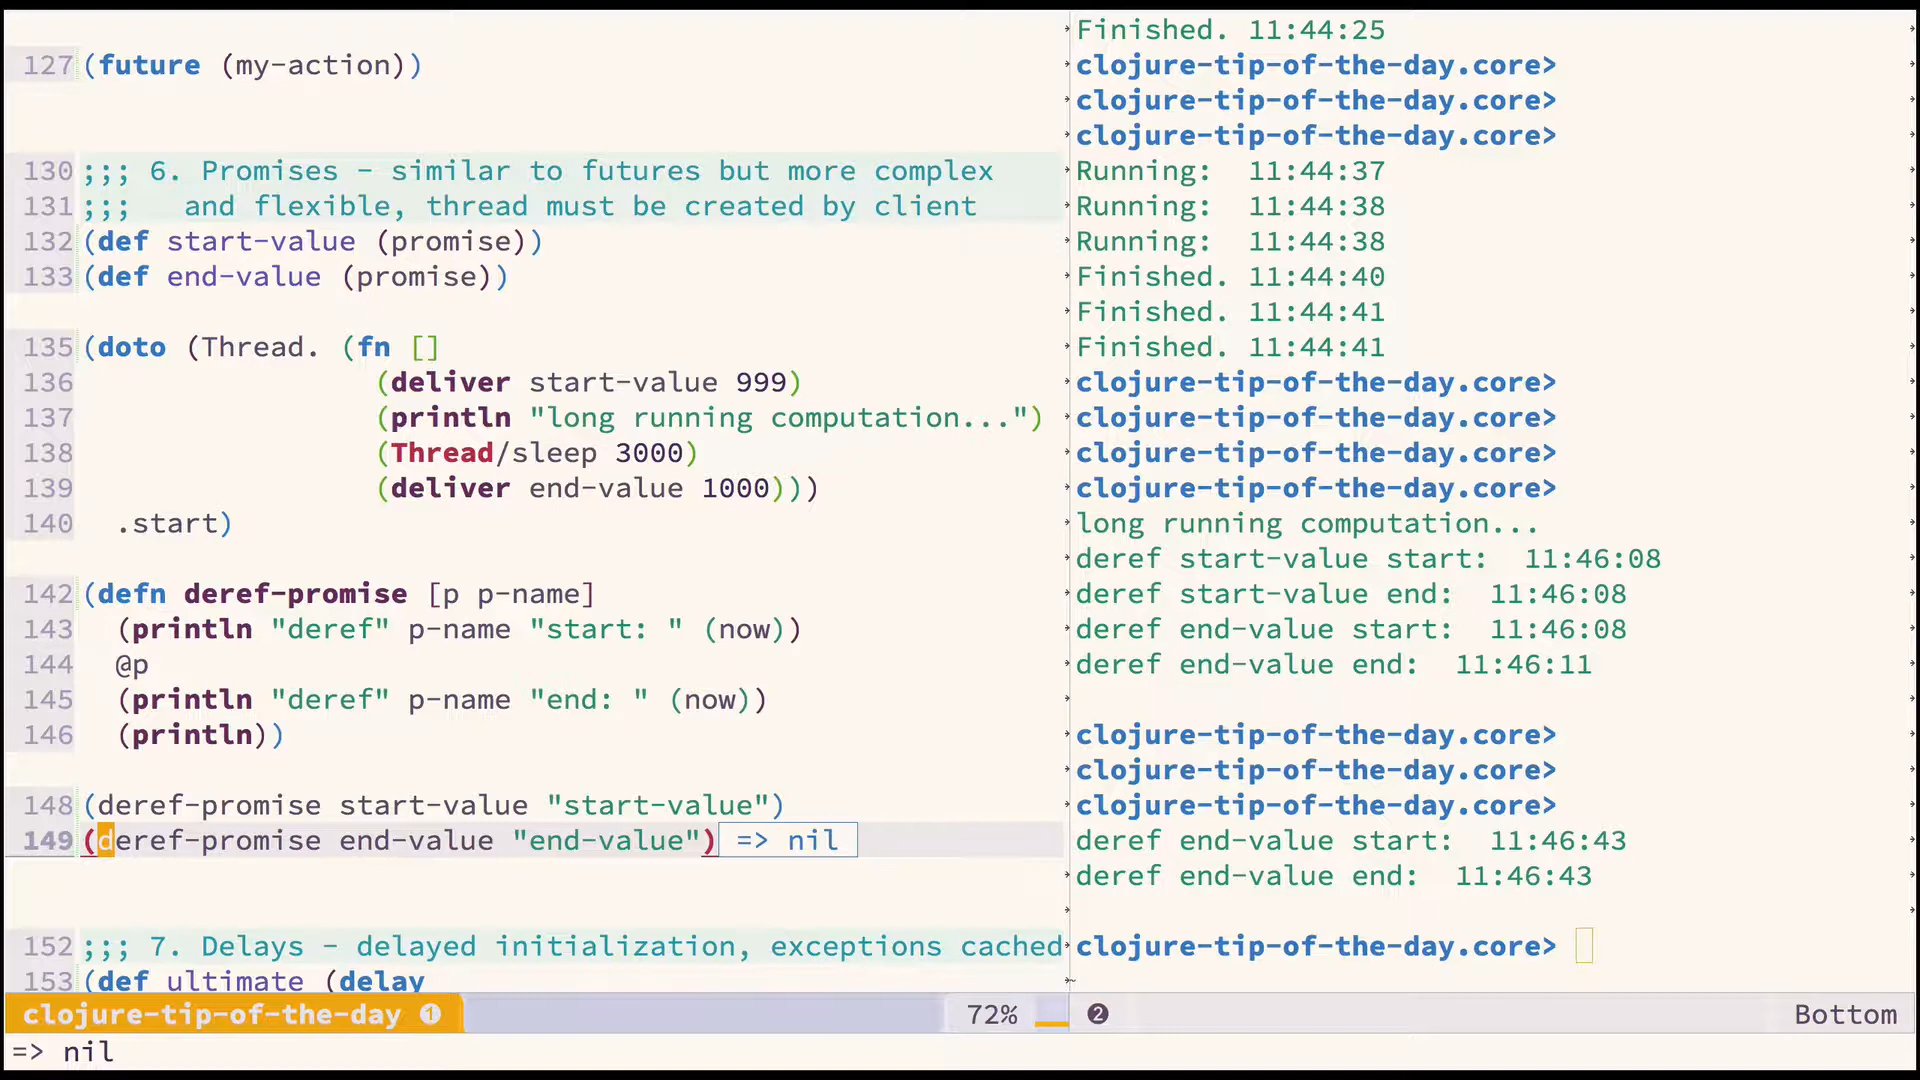 127 (future (my-action))
130 ;;; 6. Promises - similar to futures but more complex
131 ;;;   and flexible, thread must be created by client
132 (def start-value (promise))
133 (def end-value (promise))
135 (doto (Thread. (fn []
136                  (deliver start-value 999)
137                  (println "long running computation...")
138                  (Thread/sleep 3000)
139                  (deliver end-value 1000)))
140   .start)
142 (defn deref-promise [p p-name]
143   (println "deref" p-name "start: " (now))
144   @p
145   (println "deref" p-name "end: " (now))
146   (println))
148 (deref-promise start-value "start-value")
149 (deref-promise end-value "end-value") => nil
152 ;;; 7. Delays - delayed initialization, exceptions cached
153 (def ultimate (delay
clojure-tip-of-the-day ❶ 72%
Finished. 11:44:25
clojure-tip-of-the-day.core>
clojure-tip-of-the-day.core>
clojure-tip-of-the-day.core>
Running:  11:44:37
Running:  11:44:38
Running:  11:44:38
Finished. 11:44:40
Finished. 11:44:41
Finished. 11:44:41
clojure-tip-of-the-day.core>
clojure-tip-of-the-day.core>
clojure-tip-of-the-day.core>
clojure-tip-of-the-day.core>
long running computation...
deref start-value start:  11:46:08
deref start-value end:  11:46:08
deref end-value start:  11:46:08
deref end-value end:  11:46:11
clojure-tip-of-the-day.core>
clojure-tip-of-the-day.core>
clojure-tip-of-the-day.core>
deref end-value start:  11:46:43
deref end-value end:  11:46:43
clojure-tip-of-the-day.core>
❷ Bottom
=> nil